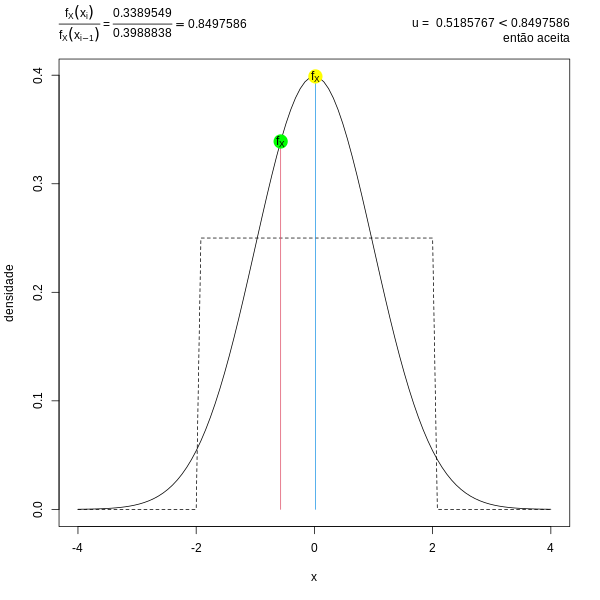 fX(xi) / fX(xi−1) = 0.3389549 / 0.3988838 = 0.8497586
u = 0.5185767 < 0.8497586
então aceita
fX
fX
densidade
0.4
0.3
0.2
0.1
0.0
-4 -2 0 2 4
x